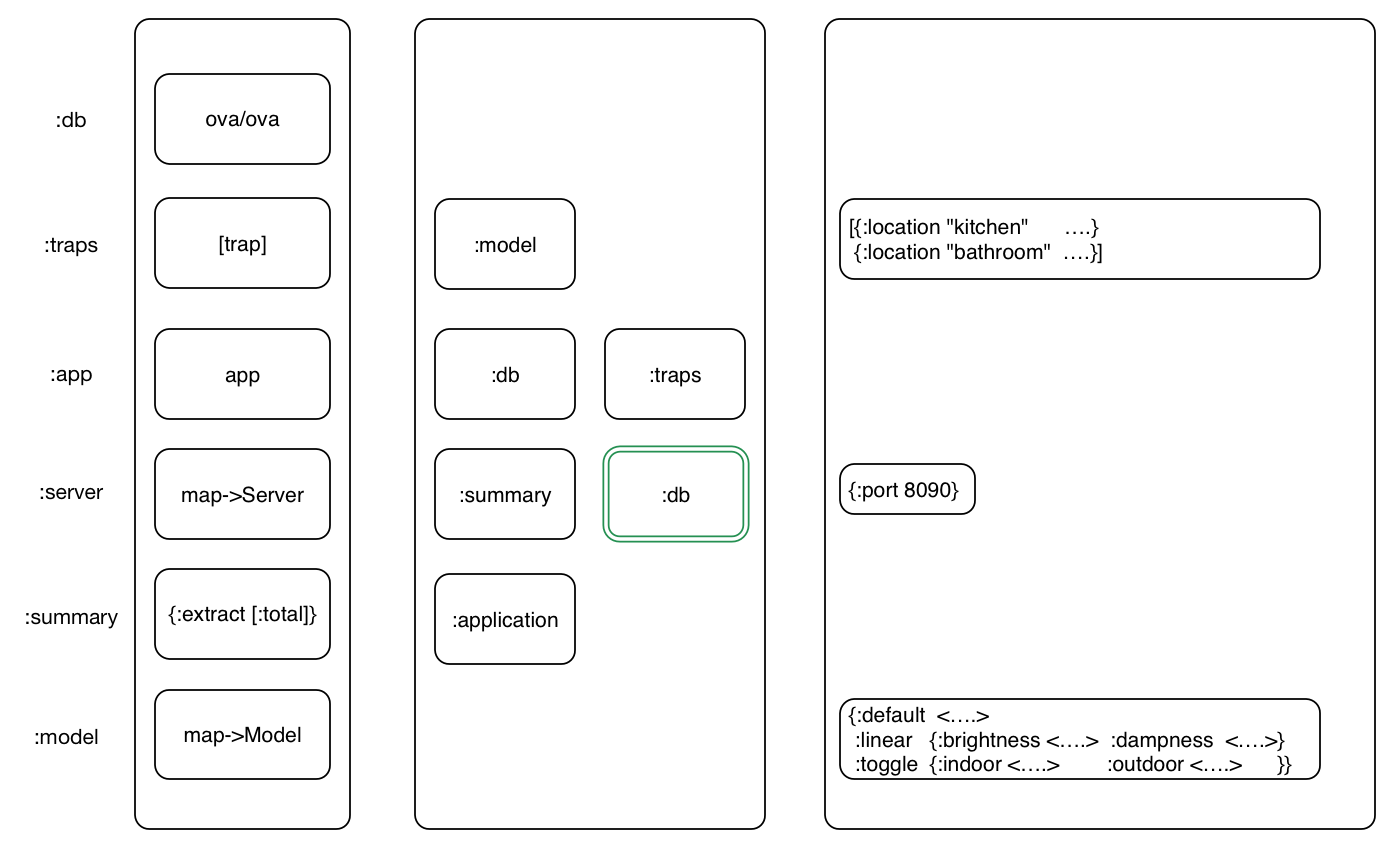 :db
ova/ova
:traps
[trap]
:model
[{:location "kitchen" ....}
{:location "bathroom" ....}]
:app
app
:db
:traps
:server
map->Server
:summary
:db
{:port 8090}
:summary
{:extract [:total]}
:application
:model
map->Model
{:default <....>
:linear {:brightness <....> :dampness <....>}
:toggle {:indoor <....> :outdoor <....> }}